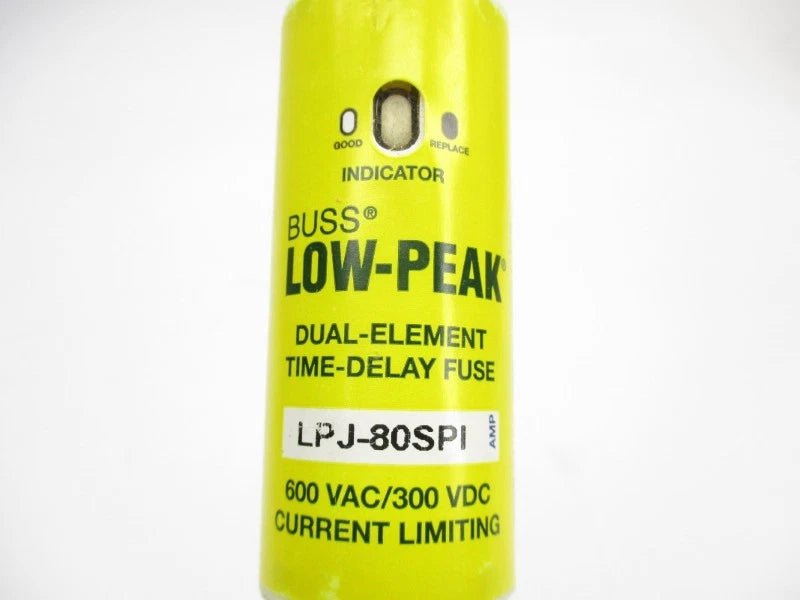 GOOD REPLACE
INDICATOR
BUSS®
LOW-PEAK®
DUAL-ELEMENT
TIME-DELAY FUSE
LPJ-80SPI AMP
600 VAC/300 VDC
CURRENT LIMITING